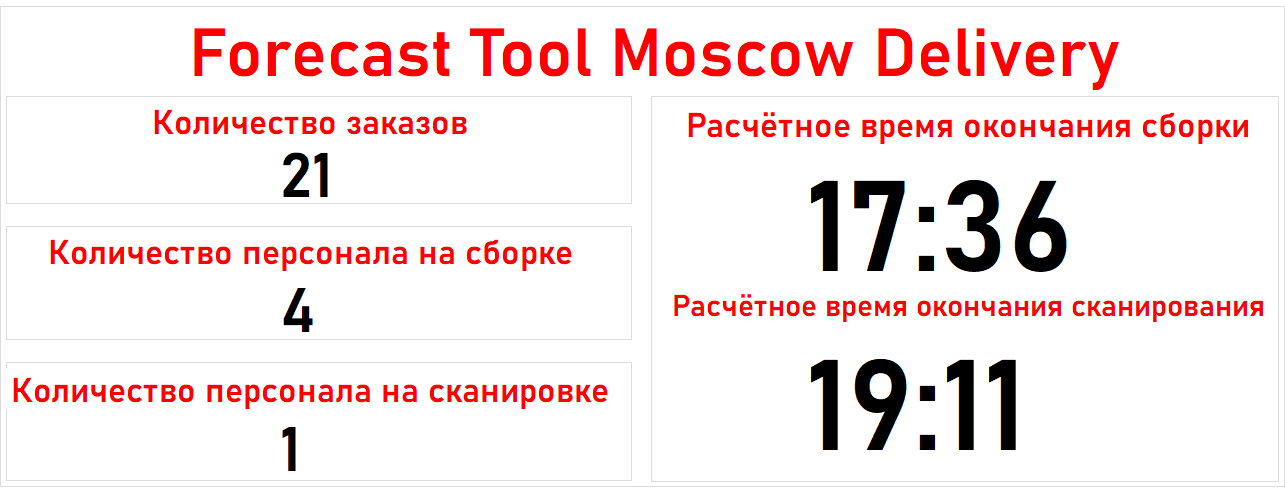 Forecast Tool Moscow Delivery
Количество заказов
21
Количество персонала на сборке
4
Количество персонала на сканировке
1
Расчётное время окончания сборки
17:36
Расчётное время окончания сканирования
19:11